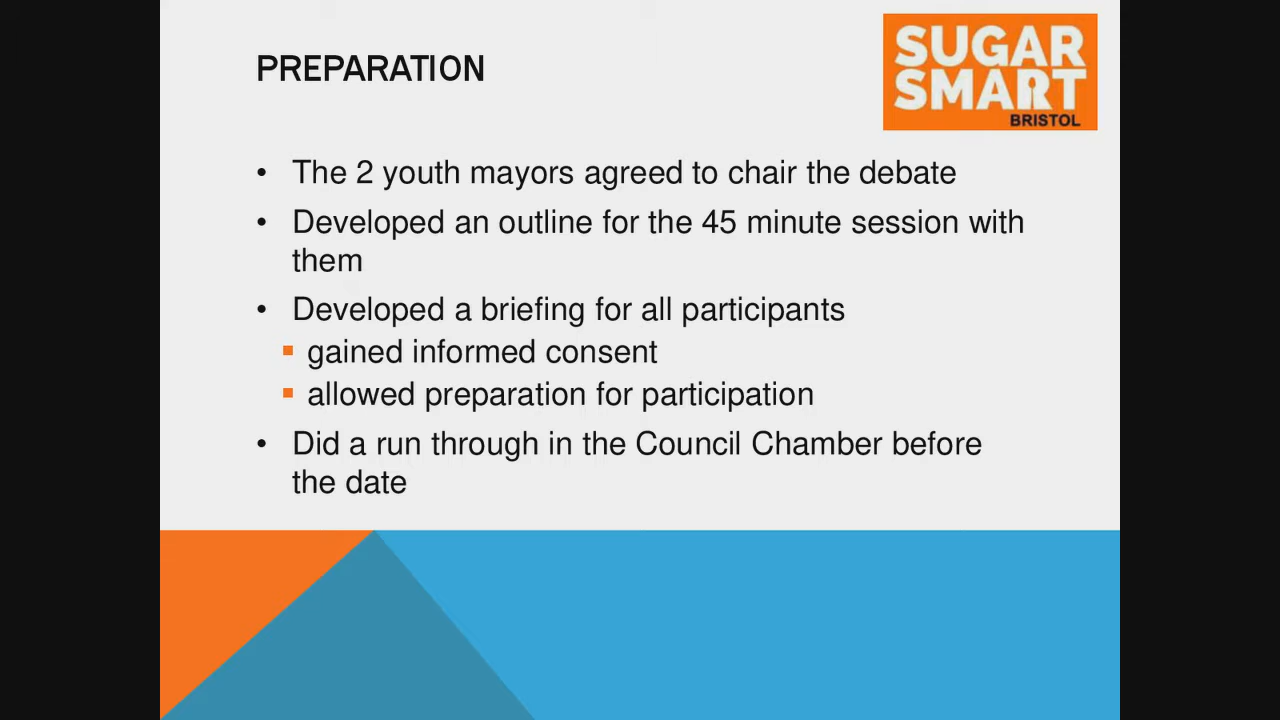 PREPARATION
SUGAR
SMART
BRISTOL
• The 2 youth mayors agreed to chair the debate
• Developed an outline for the 45 minute session with
them
• Developed a briefing for all participants
▪ gained informed consent
▪ allowed preparation for participation
• Did a run through in the Council Chamber before
the date